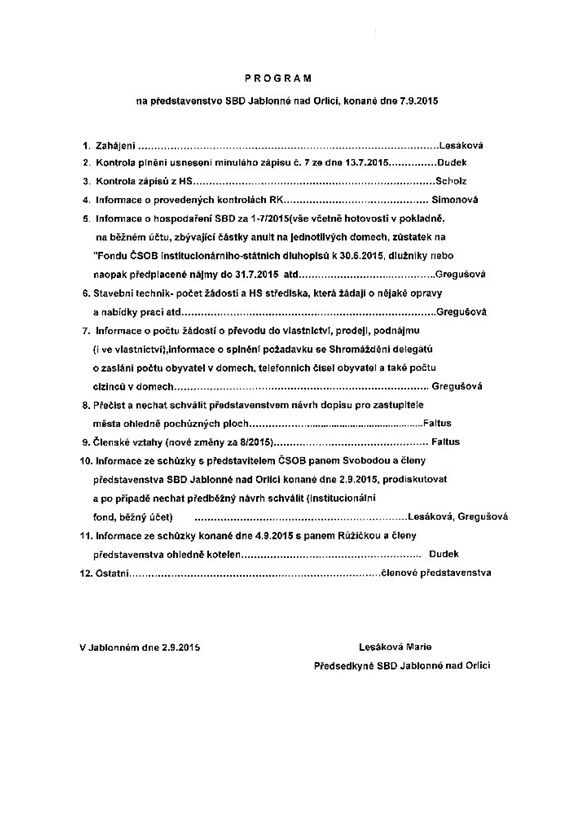 P R O G R A M
na představenstvo SBD Jablonné nad Orlicí, konané dne 7.9.2015
1. Zahájení ........................................................Lesáková
2. Kontrola plnění usnesení minulého zápisu č. 7 ze dne 13.7.2015..............Dudek
3. Kontrola zápisů z HS........................................................Scholz
4. Informace o provedených kontrolách RK........................................ Simonová
5. Informace o hospodaření SBD za 1-7/2015(vše včetně hotovosti v pokladně,
na běžném účtu, zbývající částky anuit na jednotlivých domech, zůstatek na
"Fondu ČSOB institucionárního-státních dluhopisů k 30.6.2015, dlužníky nebo
naopak předplacené nájmy do 31.7.2015 atd........................................Gregušová
6. Stavební technik- počet žádostí a HS střediska, která žádají o nějaké opravy
a nabídky prací atd........................................................Gregušová
7. Informace o počtu žádostí o převodu do vlastnictví, prodeji, podnájmu
(i ve vlastnictví),informace o splnění požadavku se Shromáždění delegátů
o zaslání počtu obyvatel v domech, telefonních čísel obyvatel a také počtu
cizinců v domech........................................................ Gregušová
8. Přečíst a nechat schválit představenstvem návrh dopisu pro zastupitele
města ohledně pochůzných ploch........................................................Faltus
9. Členské vztahy (nové změny za 8/2015)........................................ Faltus
10. Informace ze schůzky s představitelem ČSOB panem Svobodou a členy
představenstva SBD Jablonné nad Orlicí konané dne 2.9.2015, prodiskutovat
a po případě nechat předběžný návrh schválit (Institucionální
fond, běžný účet) ........................................................Lesáková, Gregušová
11. Informace ze schůzky konané dne 4.9.2015 s panem Růžičkou a členy
představenstva ohledně kotelen........................................ Dudek
12. Ostatní........................................................členové představenstva
V Jablonném dne 2.9.2015
Lesáková Marie
Předsedkyně SBD Jablonné nad Orlicí